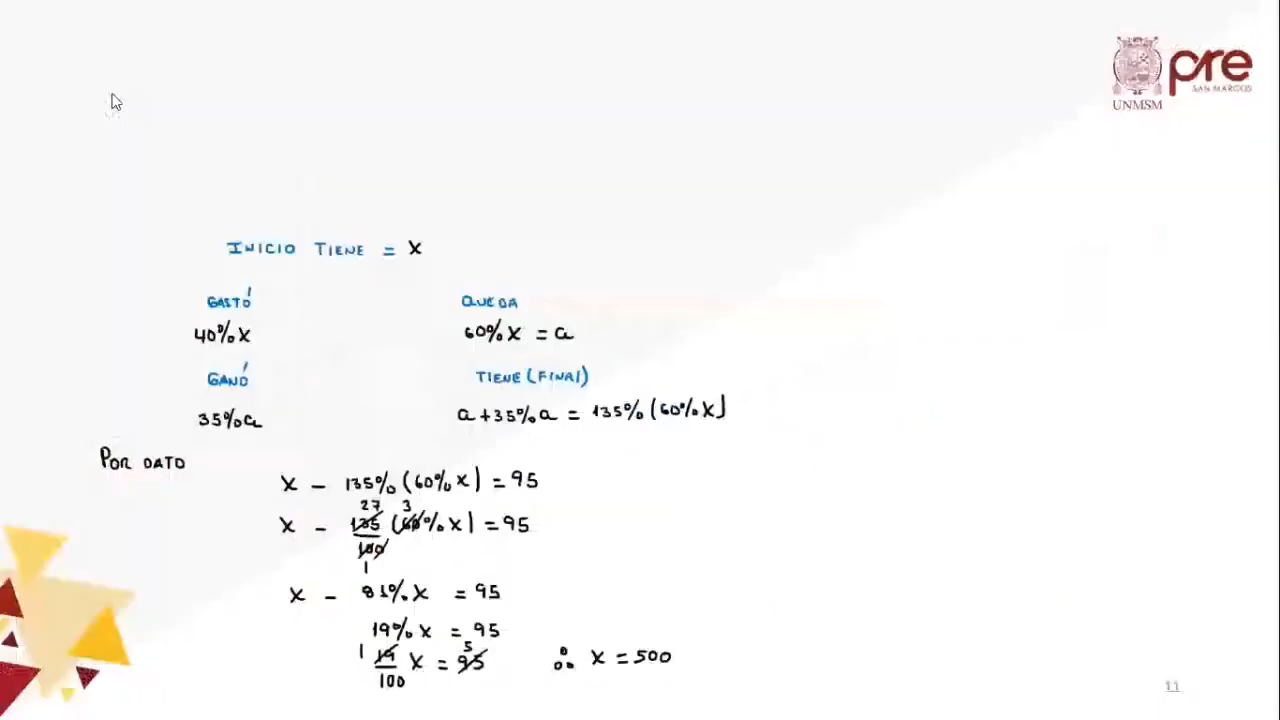 pre
SAN MARCOS
UNMSM
INICIO TIENE = X
GASTÓ QUEDA
40%X 60%X = a
GANÓ TIENE (FINAL)
35%a a+35%a = 135%(60%X)
POR DATO
X - 135%(60%X) = 95
27 3
X - 135/100 (60%X) = 95
1
X - 81%X = 95
19%X = 95
1 5
19/100 X = 95 ∴ X = 500
11